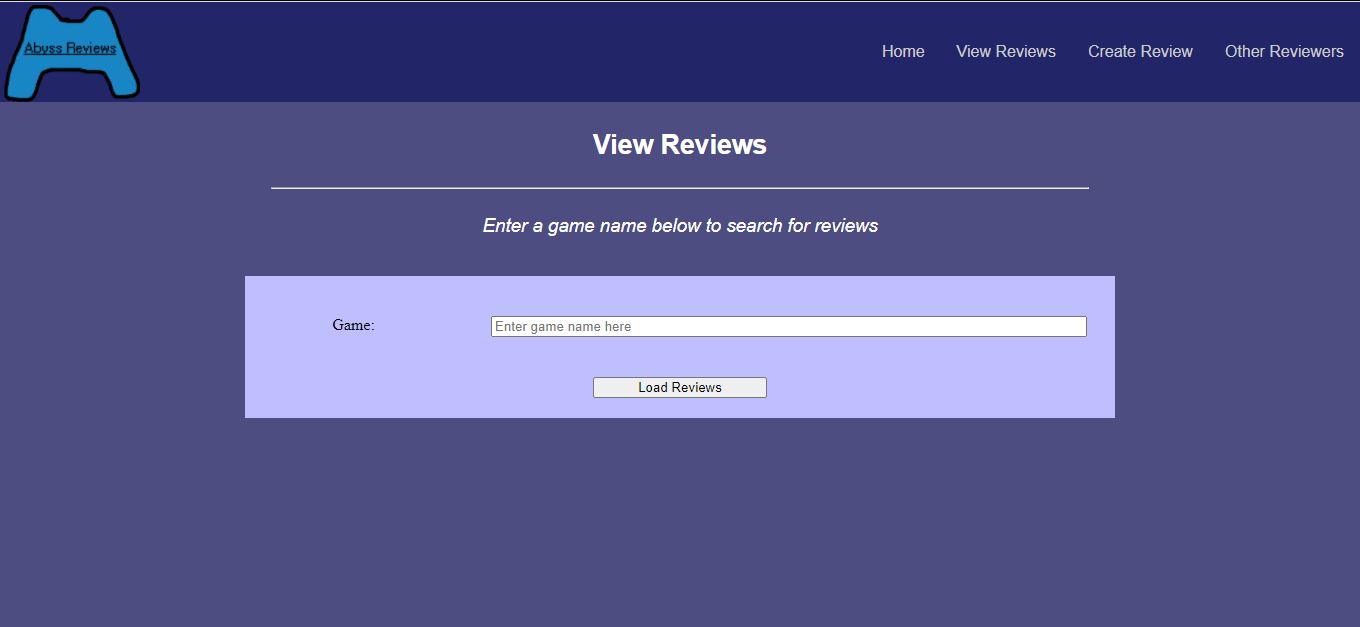 Abyss Reviews
Home View Reviews Create Review Other Reviewers
View Reviews
Enter a game name below to search for reviews
Game: Enter game name here
Load Reviews